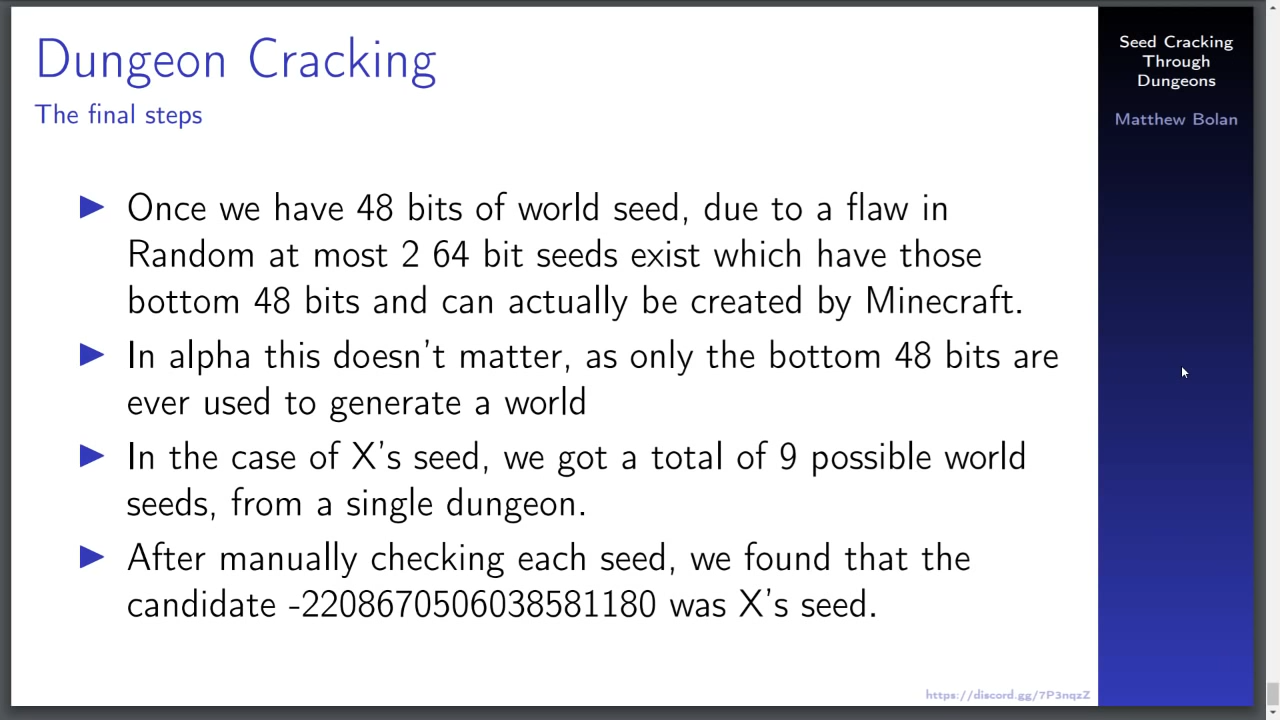 Dungeon Cracking
The final steps
Once we have 48 bits of world seed, due to a flaw in
Random at most 2 64 bit seeds exist which have those
bottom 48 bits and can actually be created by Minecraft.
In alpha this doesn't matter, as only the bottom 48 bits are
ever used to generate a world
In the case of X's seed, we got a total of 9 possible world
seeds, from a single dungeon.
After manually checking each seed, we found that the
candidate -2208670506038581180 was X's seed.
https://discord.gg/7P3nqzZ
Seed Cracking
Through
Dungeons
Matthew Bolan